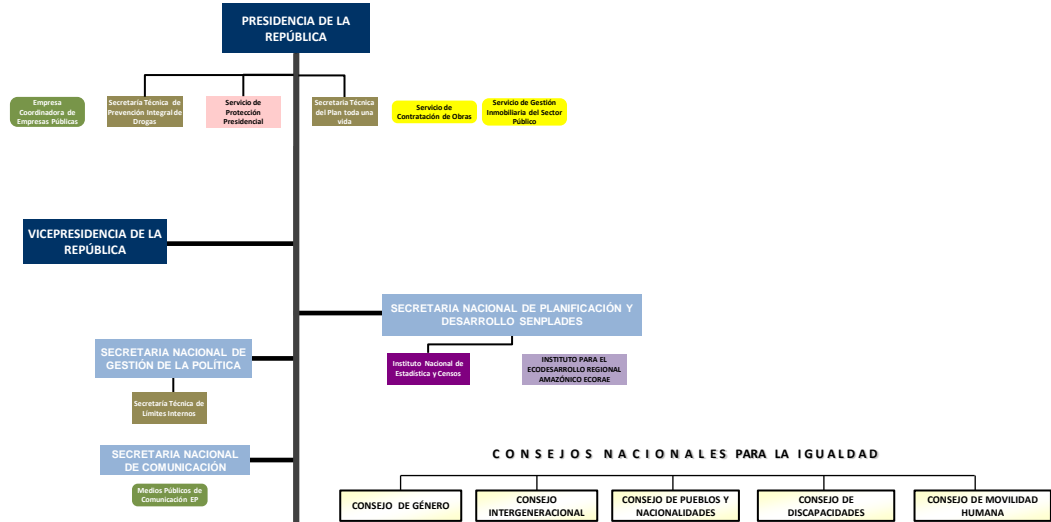 PRESIDENCIA DE LA
REPÚBLICA
Empresa
Coordinadora de
Empresas Públicas
Secretaría Técnica de
Prevención Integral de
Drogas
Servicio de
Protección
Presidencial
Secretaría Técnica
del Plan toda una
vida
Servicio de
Contratación de Obras
Servicio de Gestión
Inmobiliaria del Sector
Público
VICEPRESIDENCIA DE LA
REPÚBLICA
SECRETARIA NACIONAL DE PLANIFICACIÓN Y
DESARROLLO SENPLADES
SECRETARIA NACIONAL DE
GESTIÓN DE LA POLÍTICA
Instituto Nacional de
Estadística y Censos
INSTITUTO PARA EL
ECODESARROLLO REGIONAL
AMAZÓNICO ECORAE
Secretaría Técnica de
Límites Internos
SECRETARIA NACIONAL
DE COMUNICACIÓN
Medios Públicos de
Comunicación EP
CONSEJOS NACIONALES PARA LA IGUALDAD
CONSEJO DE GÉNERO
CONSEJO
INTERGENERACIONAL
CONSEJO DE PUEBLOS Y
NACIONALIDADES
CONSEJO DE
DISCAPACIDADES
CONSEJO DE MOVILIDAD
HUMANA